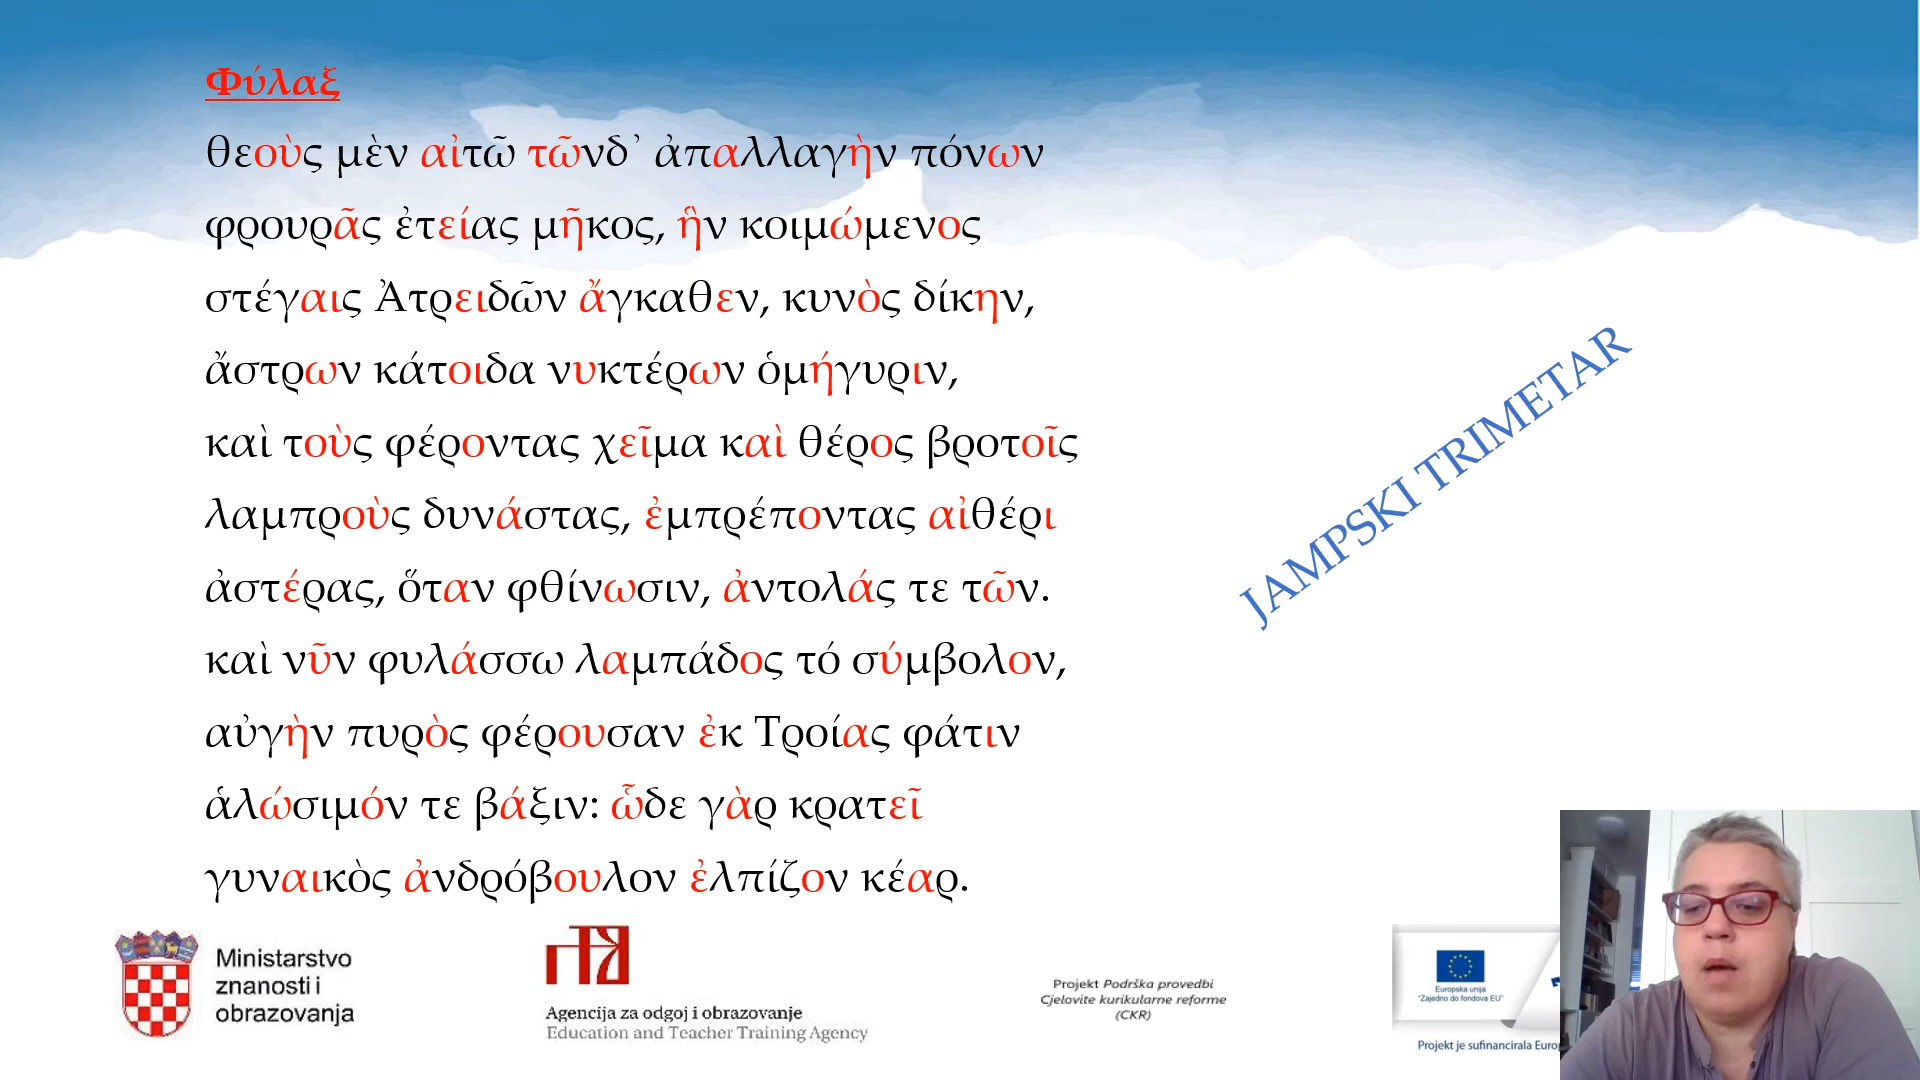 Φύλαξ
θεοὺς μὲν αἰτῶ τῶνδ᾽ ἀπαλλαγὴν πόνων
φρουρᾶς ἐτείας μῆκος, ἣν κοιμώμενος
στέγαις Ἀτρειδῶν ἄγκαθεν, κυνὸς δίκην,
ἄστρων κάτοιδα νυκτέρων ὁμήγυριν,
καὶ τοὺς φέροντας χεῖμα καὶ θέρος βροτοῖς
λαμπροὺς δυνάστας, ἐμπρέποντας αἰθέρι
ἀστέρας, ὅταν φθίνωσιν, ἀντολάς τε τῶν.
καὶ νῦν φυλάσσω λαμπάδος τό σύμβολον,
αὐγὴν πυρὸς φέρουσαν ἐκ Τροίας φάτιν
ἁλώσιμόν τε βάξιν: ὧδε γὰρ κρατεῖ
γυναικὸς ἀνδρόβουλον ἐλπίζον κέαρ.
JAMPSKI TRIMETAR
Ministarstvo
znanosti i
obrazovanja
Agencija za odgoj i obrazovanje
Education and Teacher Training Agency
Projekt Podrška provedbi
Cjelovite kurikularne reforme
(CKR)
Europska unija
"Zajedno do fondova EU"
Projekt je sufinancirala